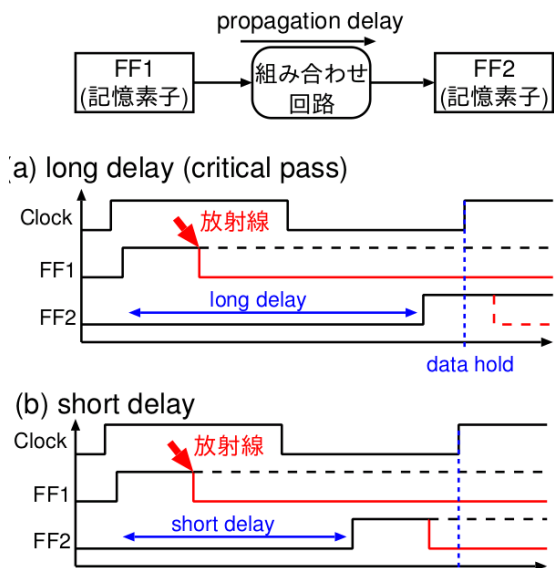 propagation delay
FF1
(記憶素子)
組み合わせ
回路
FF2
(記憶素子)
(a) long delay (critical pass)
Clock
放射線
FF1
long delay
FF2
data hold
(b) short delay
Clock
放射線
FF1
short delay
FF2